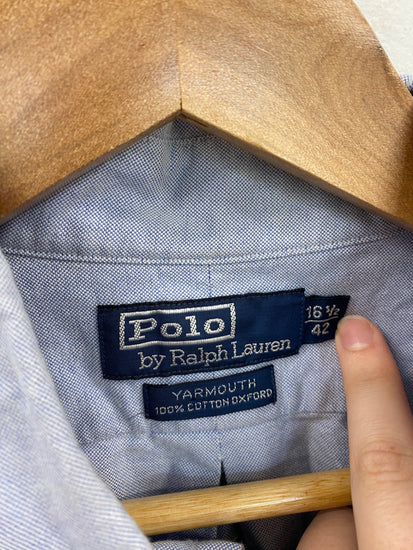 Polo
by Ralph Lauren
16 ½
42
YARMOUTH
100% COTTON OXFORD